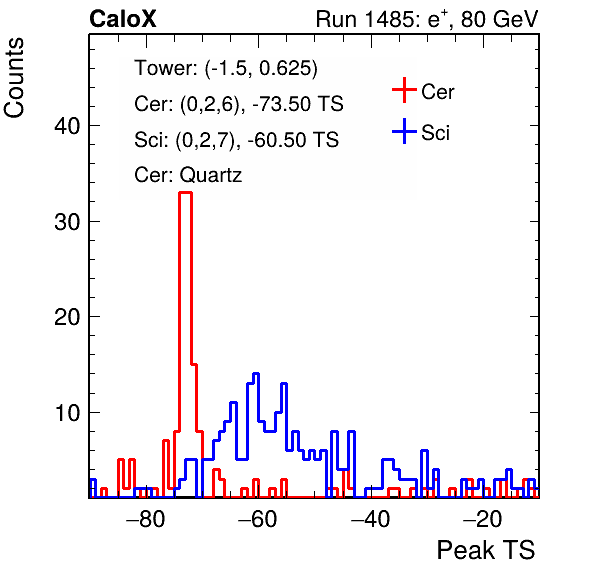 CaloX Run 1485: e⁺, 80 GeV
Counts
Tower: (-1.5, 0.625)
Cer: (0,2,6), -73.50 TS
Sci: (0,2,7), -60.50 TS
Cer: Quartz
Cer
Sci
40
30
20
10
−80 −60 −40 −20
Peak TS